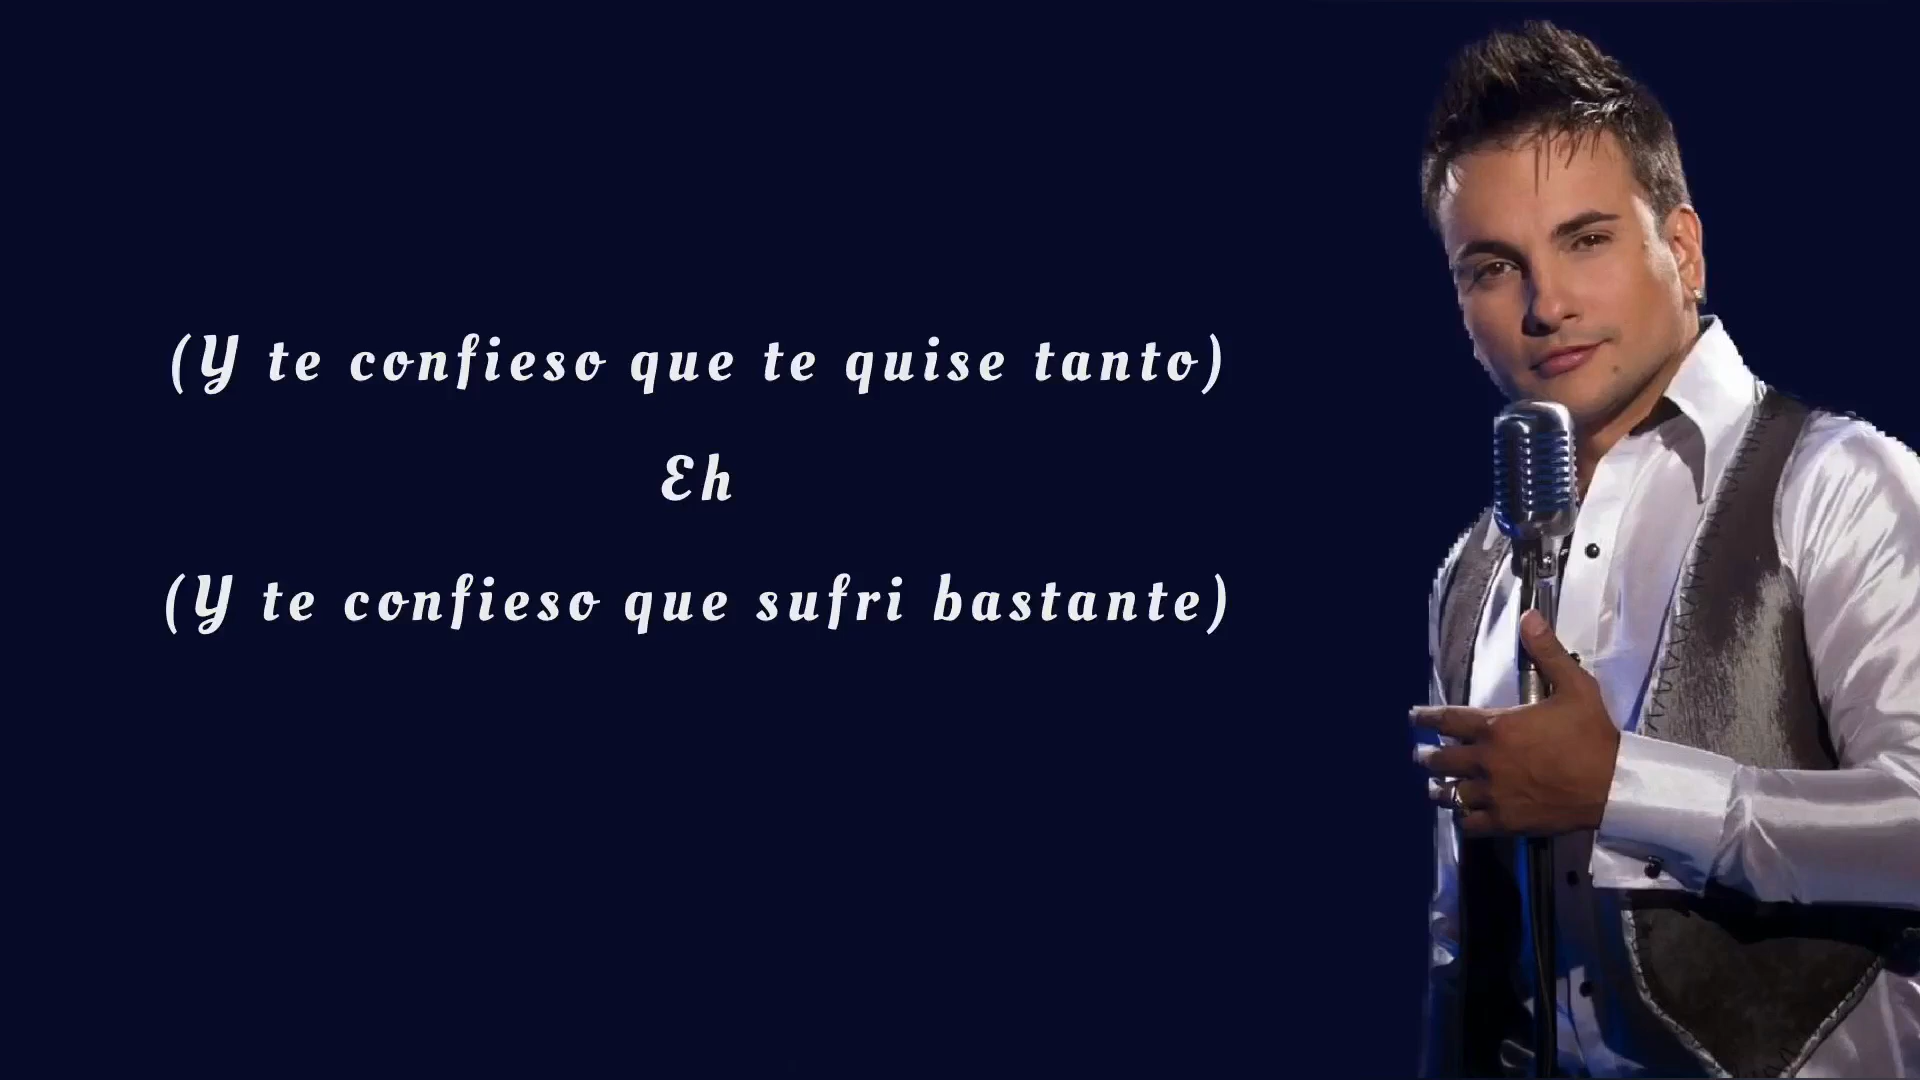 (Y te confieso que te quise tanto)
Eh
(Y te confieso que sufri bastante)